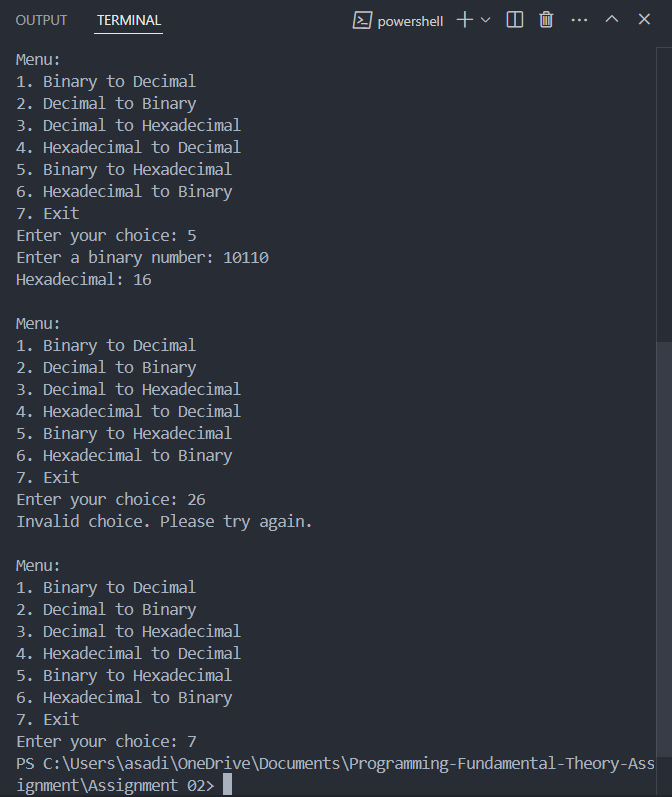 OUTPUT TERMINAL powershell
Menu:
1. Binary to Decimal
2. Decimal to Binary
3. Decimal to Hexadecimal
4. Hexadecimal to Decimal
5. Binary to Hexadecimal
6. Hexadecimal to Binary
7. Exit
Enter your choice: 5
Enter a binary number: 10110
Hexadecimal: 16
Menu:
1. Binary to Decimal
2. Decimal to Binary
3. Decimal to Hexadecimal
4. Hexadecimal to Decimal
5. Binary to Hexadecimal
6. Hexadecimal to Binary
7. Exit
Enter your choice: 26
Invalid choice. Please try again.
Menu:
1. Binary to Decimal
2. Decimal to Binary
3. Decimal to Hexadecimal
4. Hexadecimal to Decimal
5. Binary to Hexadecimal
6. Hexadecimal to Binary
7. Exit
Enter your choice: 7
PS C:\Users\asadi\OneDrive\Documents\Programming-Fundamental-Theory-Ass
ignment\Assignment 02>